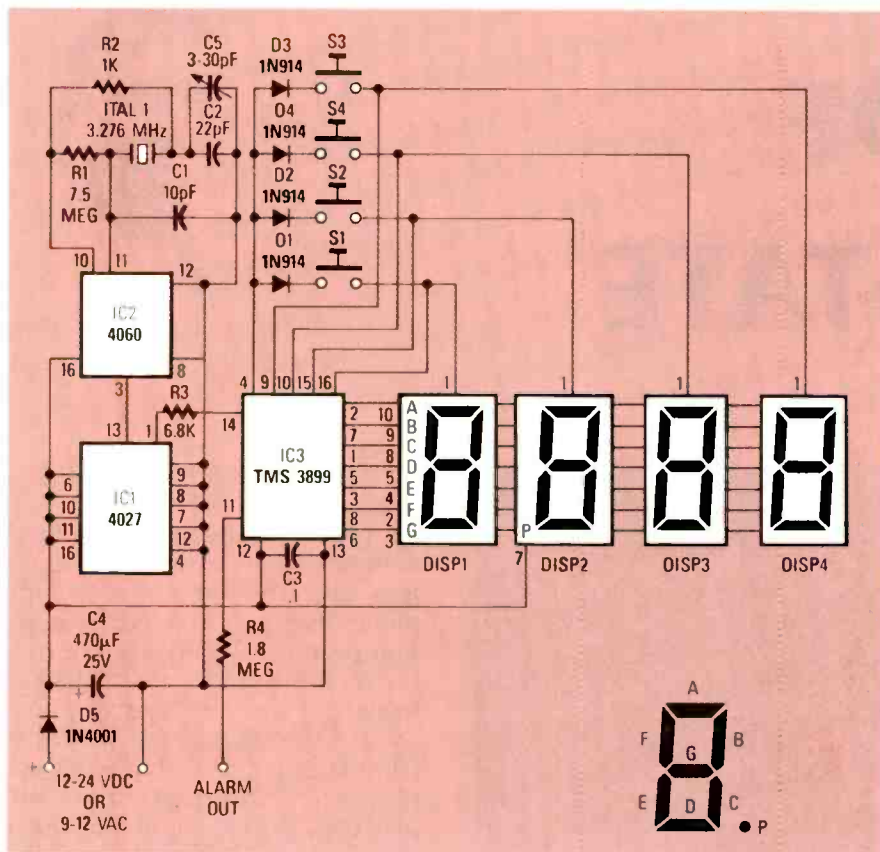 R2
1K
C5
3-30pF
D3
1N914
S3
ITAL 1
3.276 MHz
C2
22pF
O4
1N914
S4
R1
7.5
MEG
C1
10pF
D2
1N914
S2
O1
1N914
S1
10
11
12
IC2
4060
16
8
3
R3
6.8K
4
9
10
15
16
1
1
1
1
13
1
14
IC3
TMS 3899
2
10
A
7
9
B
1
8
C
5
5
D
3
4
E
8
2
F
6
3
G
P
7
IC1
4027
6
10
11
16
9
8
7
12
4
11
12
13
C3
.1
DISP1
DISP2
OISP3
OISP4
C4
470µF
25V
+
R4
1.8
MEG
D5
1N4001
+
12-24 VDC
OR
9-12 VAC
ALARM
OUT
A
F
B
G
E
D
C
P